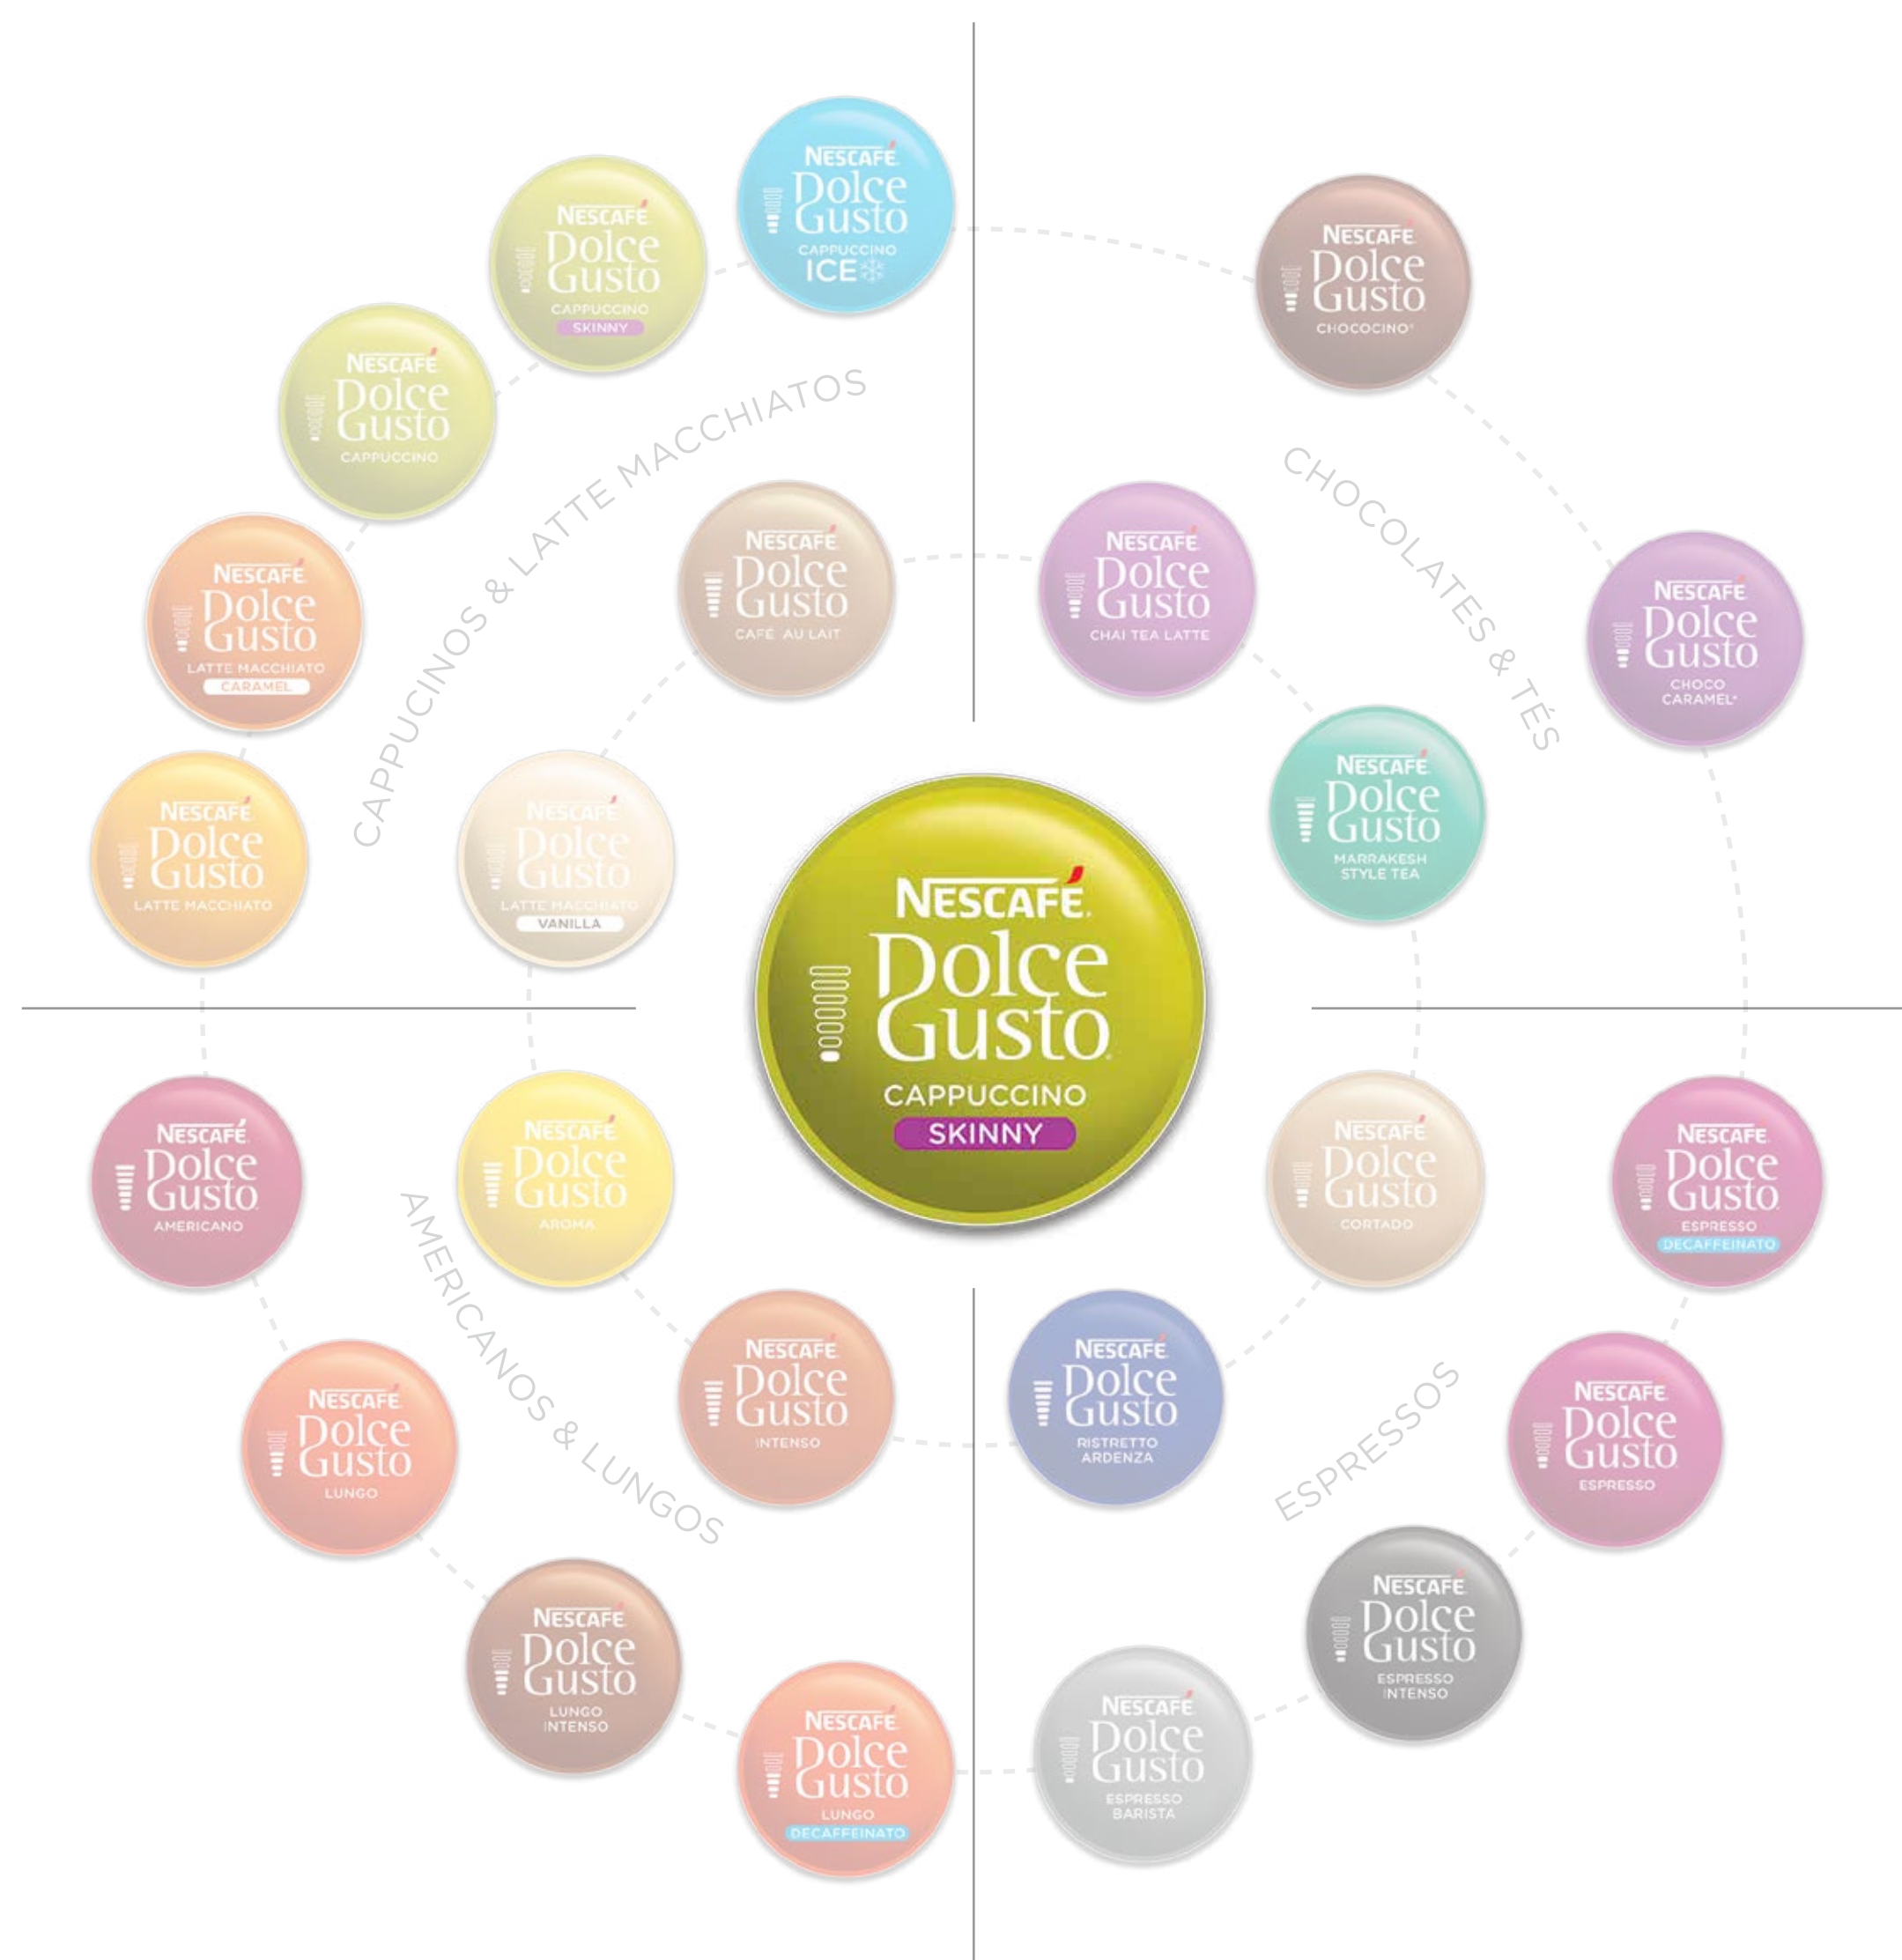 NESCAFÉ
Dolce
Gusto
CAPPUCCINO
ICE
NESCAFÉ
Dolce
Gusto
CAPPUCCINO
SKINNY
NESCAFÉ
Dolce
Gusto
CAPPUCCINO
NESCAFÉ
Dolce
Gusto
LATTE MACCHIATO
CARAMEL
NESCAFÉ
Dolce
Gusto
LATTE MACCHIATO
CAPPUCINOS & LATTE MACCHIATOS
NESCAFÉ
Dolce
Gusto
CAFÉ AU LAIT
NESCAFÉ
Dolce
Gusto
LATTE MACCHIATO
VANILLA
NESCAFÉ
Dolce
Gusto
CHOCOCINO*
CHOCOLATES & TÉS
NESCAFÉ
Dolce
Gusto
CHOCO
CARAMEL*
NESCAFÉ
Dolce
Gusto
CHAI TEA LATTE
NESCAFÉ
Dolce
Gusto
MARRAKESH
STYLE TEA
NESCAFÉ
Dolce
Gusto
CAPPUCCINO
SKINNY
NESCAFÉ
Dolce
Gusto
AMERICANO
NESCAFÉ
Dolce
Gusto
AROMA
AMERICANOS & LUNGOS
NESCAFÉ
Dolce
Gusto
INTENSO
NESCAFÉ
Dolce
Gusto
LUNGO
NESCAFÉ
Dolce
Gusto
LUNGO
INTENSO
NESCAFÉ
Dolce
Gusto
LUNGO
DECAFFEINATO
NESCAFÉ
Dolce
Gusto
CORTADO
NESCAFÉ
Dolce
Gusto
ESPRESSO
DECAFFEINATO
NESCAFÉ
Dolce
Gusto
RISTRETTO
ARDENZA
ESPRESSOS
NESCAFÉ
Dolce
Gusto
ESPRESSO
NESCAFÉ
Dolce
Gusto
ESPRESSO
INTENSO
NESCAFÉ
Dolce
Gusto
ESPRESSO
BARISTA